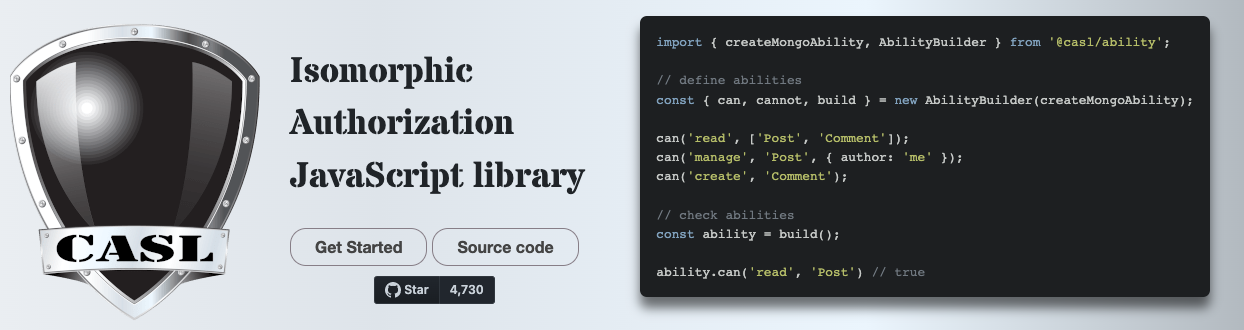 CASL
Isomorphic
Authorization
JavaScript library
Get Started
Source code
Star
4,730
import { createMongoAbility, AbilityBuilder } from '@casl/ability';
// define abilities
const { can, cannot, build } = new AbilityBuilder(createMongoAbility);
can('read', ['Post', 'Comment']);
can('manage', 'Post', { author: 'me' });
can('create', 'Comment');
// check abilities
const ability = build();
ability.can('read', 'Post') // true